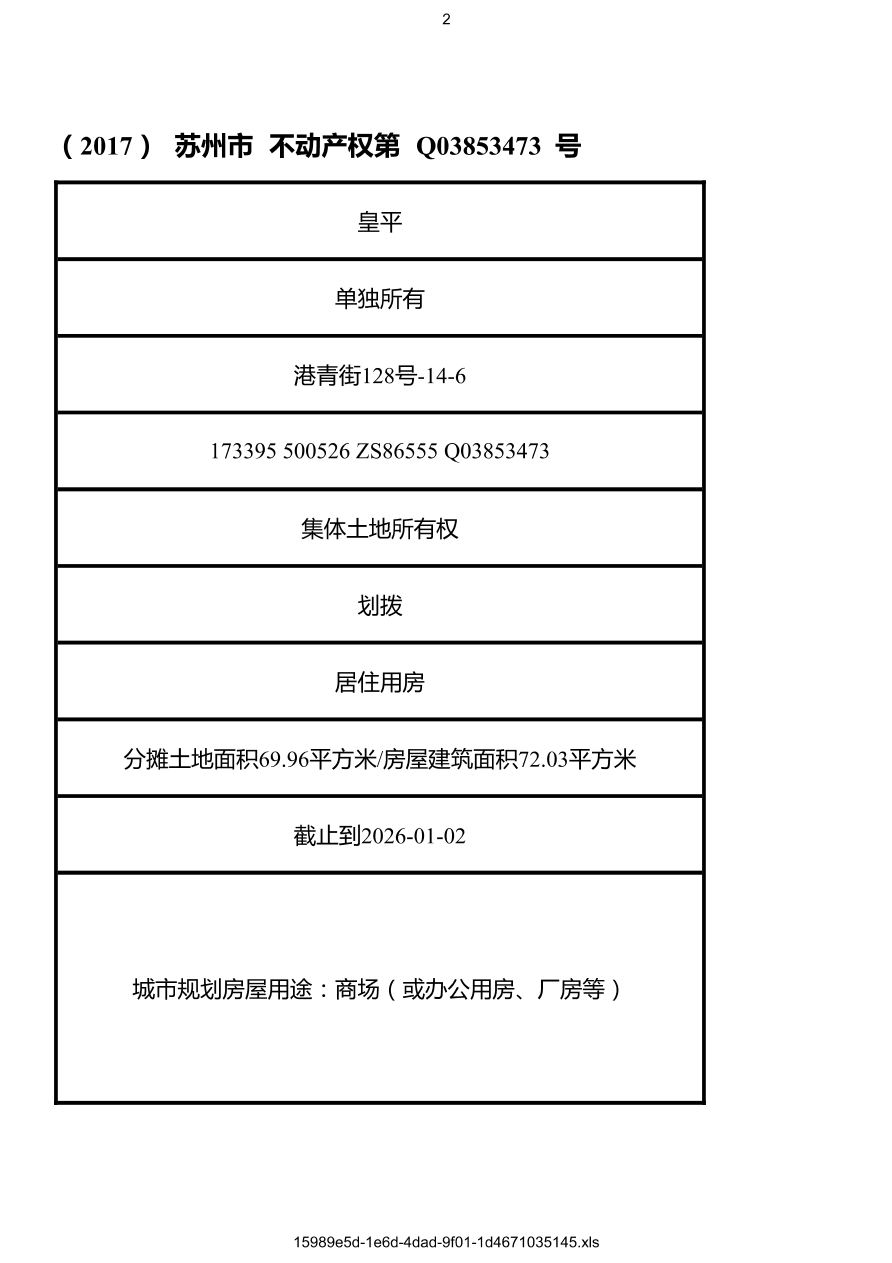 2
（2017） 苏州市 不动产权第 Q03853473 号
皇平
单独所有
港青街128号-14-6
173395 500526 ZS86555 Q03853473
集体土地所有权
划拨
居住用房
分摊土地面积69.96平方米/房屋建筑面积72.03平方米
截止到2026-01-02
城市规划房屋用途：商场（或办公用房、厂房等）
15989e5d-1e6d-4dad-9f01-1d4671035145.xls